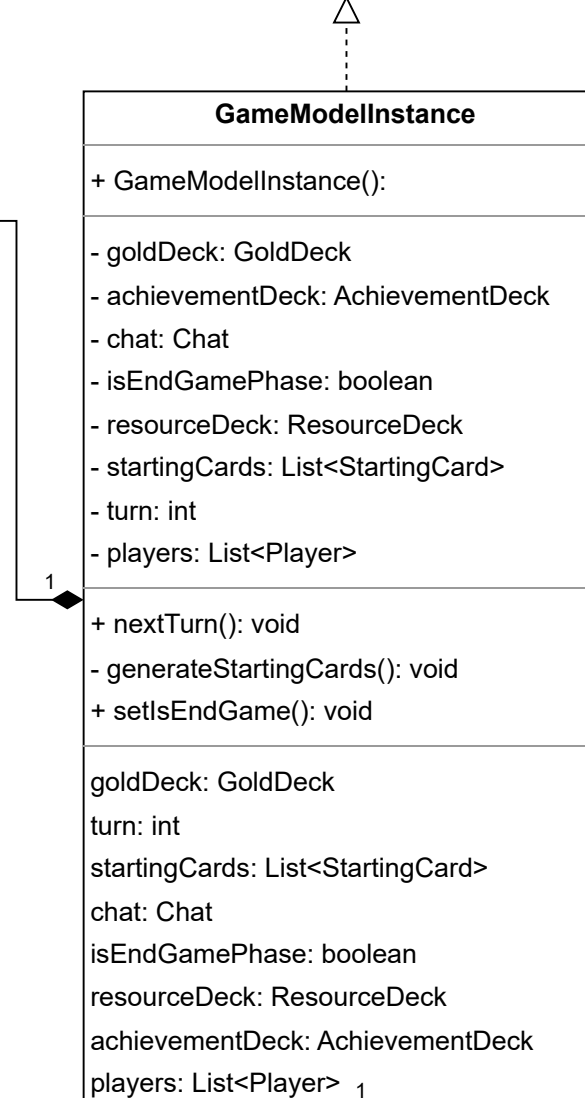 GameModelInstance
+ GameModelInstance():
- goldDeck: GoldDeck
- achievementDeck: AchievementDeck
- chat: Chat
- isEndGamePhase: boolean
- resourceDeck: ResourceDeck
- startingCards: List<StartingCard>
- turn: int
- players: List<Player>
1
+ nextTurn(): void
- generateStartingCards(): void
+ setIsEndGame(): void
goldDeck: GoldDeck
turn: int
startingCards: List<StartingCard>
chat: Chat
isEndGamePhase: boolean
resourceDeck: ResourceDeck
achievementDeck: AchievementDeck
players: List<Player>
1